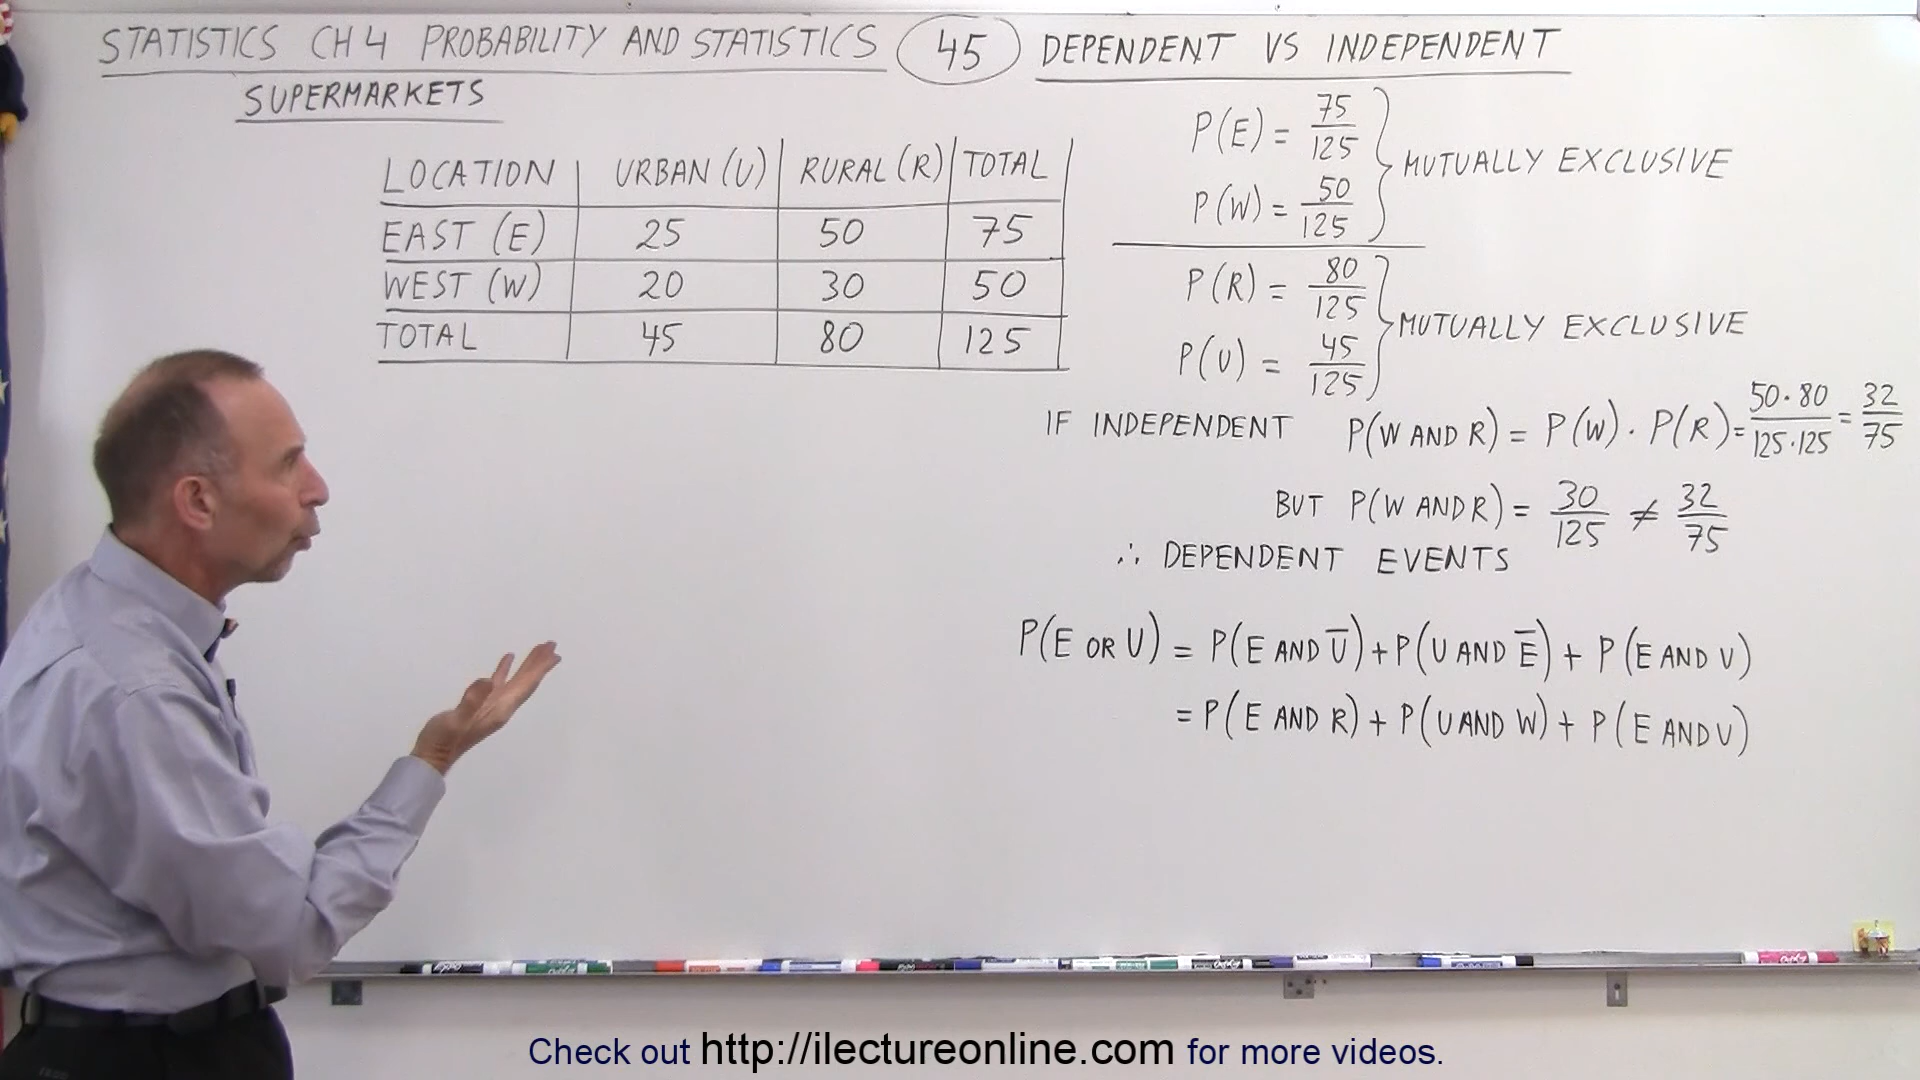 STATISTICS CH 4 PROBABILITY AND STATISTICS 45 DEPENDENT VS INDEPENDENT
SUPERMARKETS
LOCATION URBAN (U) RURAL (R) TOTAL
EAST (E) 25 50 75
WEST (W) 20 30 50
TOTAL 45 80 125
P(E) = 75/125
P(W) = 50/125
MUTUALLY EXCLUSIVE
P(R) = 80/125
P(U) = 45/125
MUTUALLY EXCLUSIVE
IF INDEPENDENT P(W AND R) = P(W) · P(R) = 50·80/125·125 = 32/75
BUT P(W AND R) = 30/125 ≠ 32/75
∴ DEPENDENT EVENTS
P(E OR U) = P(E AND U̅) + P(U AND E̅) + P(E AND U)
= P(E AND R) + P(U AND W) + P(E AND U)
Check out http://ilectureonline.com for more videos.